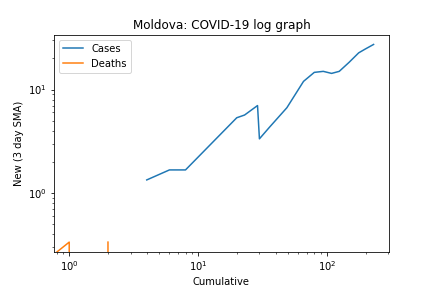 Moldova: COVID-19 log graph
Cases
Deaths
New (3 day SMA)
10¹
10⁰
10⁰ 10¹ 10²
Cumulative